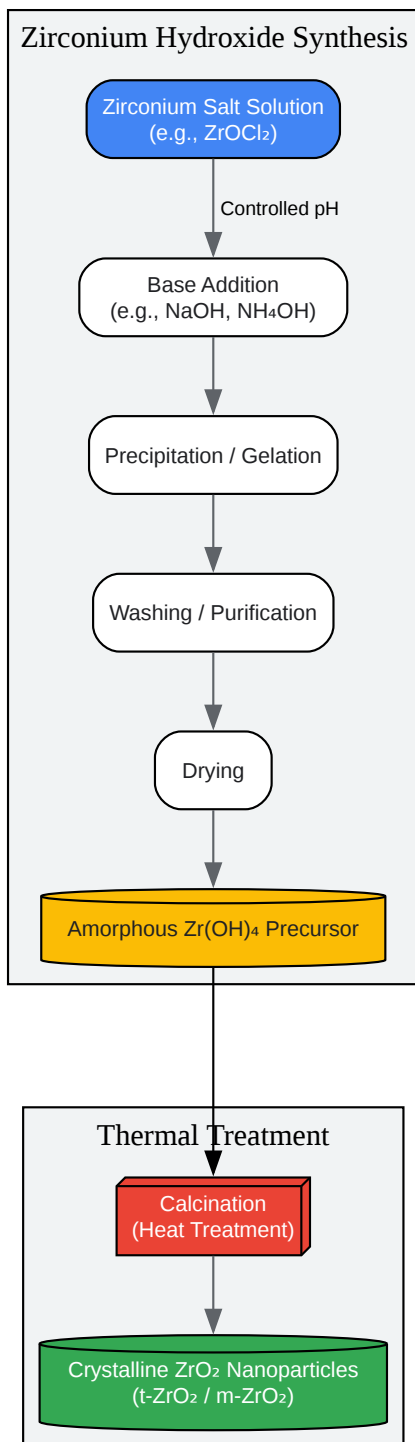 Zirconium Hydroxide Synthesis
Zirconium Salt Solution
(e.g., ZrOCl₂)
Controlled pH
Base Addition
(e.g., NaOH, NH₄OH)
Precipitation / Gelation
Washing / Purification
Drying
Amorphous Zr(OH)₄ Precursor
Thermal Treatment
Calcination
(Heat Treatment)
Crystalline ZrO₂ Nanoparticles
(t-ZrO₂ / m-ZrO₂)